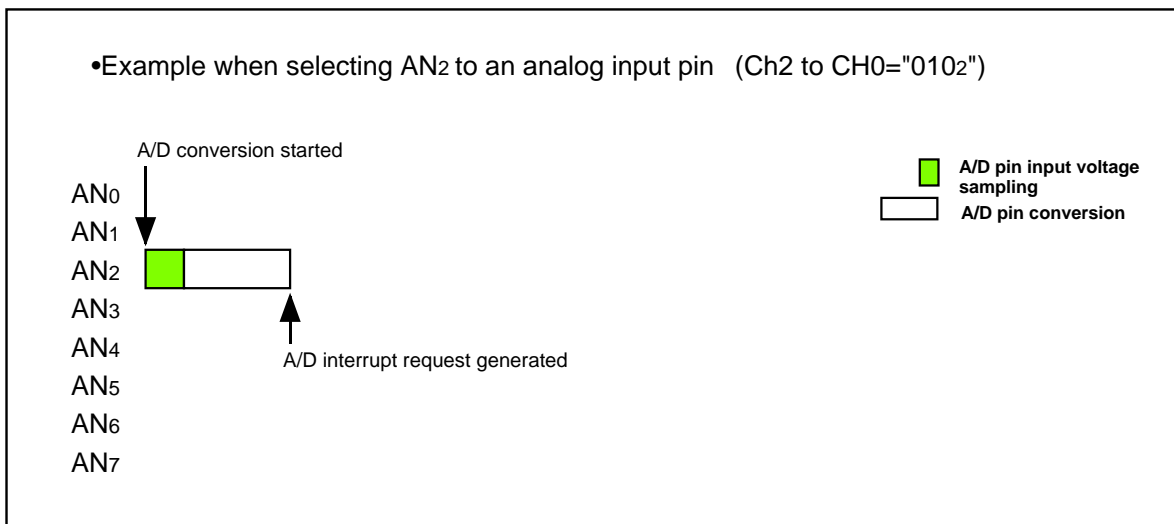 •Example when selecting AN2 to an analog input pin (Ch2 to CH0="0102")
A/D conversion started
A/D pin input voltage
sampling
A/D pin conversion
AN0
AN1
AN2
AN3
AN4
AN5
AN6
AN7
A/D interrupt request generated